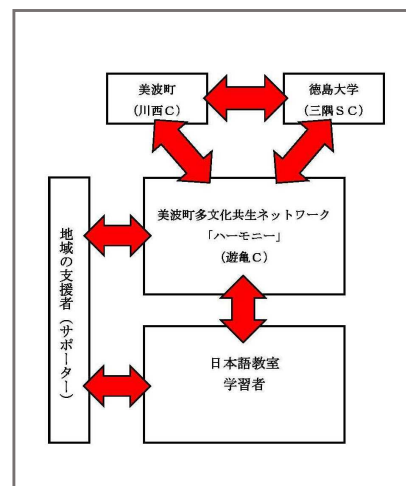 美波町
(川西C)
徳島大学
(三隅SC)
美波町多文化共生ネットワーク
「ハーモニー」
(遊亀C)
地域の支援者(サポーター)
日本語教室
学習者